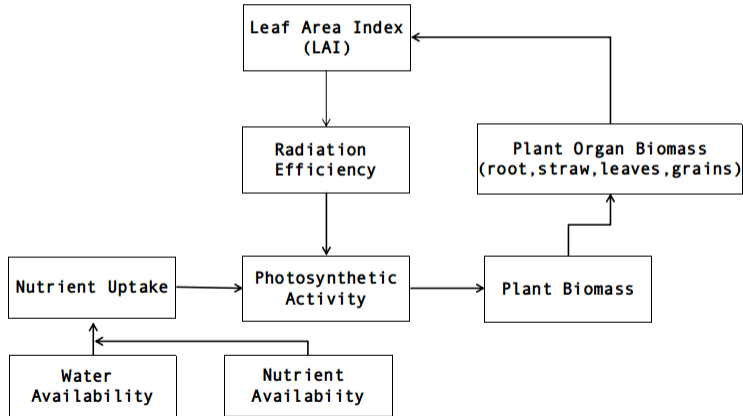 Leaf Area Index
(LAI)
Radiation
Efficiency
Plant Organ Biomass
(root,straw,leaves,grains)
Nutrient Uptake
Photosynthetic
Activity
Plant Biomass
Water
Availability
Nutrient
Availabiity